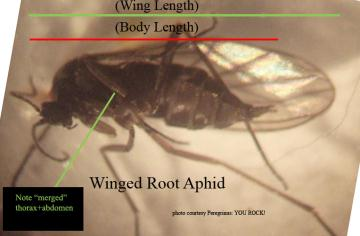 (Wing Length)
(Body Length)
Winged Root Aphid
Note "merged"
thorax+abdomen
photo courtesy Peregrinus: YOU ROCK!